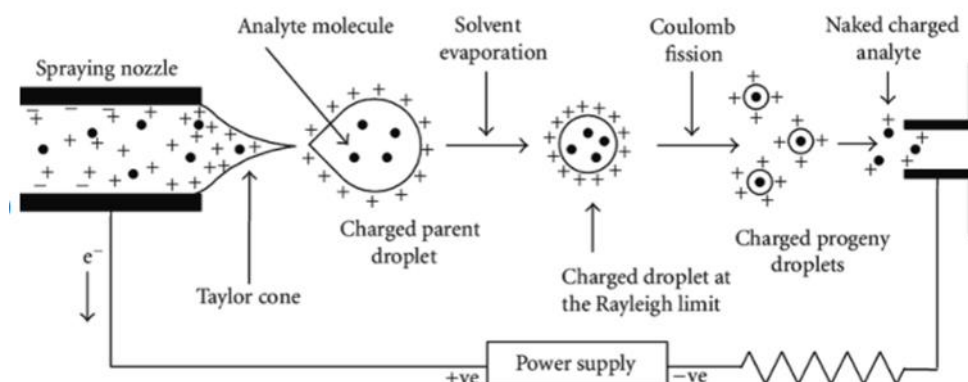 Analyte molecule
Solvent
evaporation
Coulomb
fission
Naked charged
analyte
Spraying nozzle
Charged parent
droplet
Charged progeny
droplets
e⁻
Taylor cone
Charged droplet at
the Rayleigh limit
+ve
Power supply
−ve